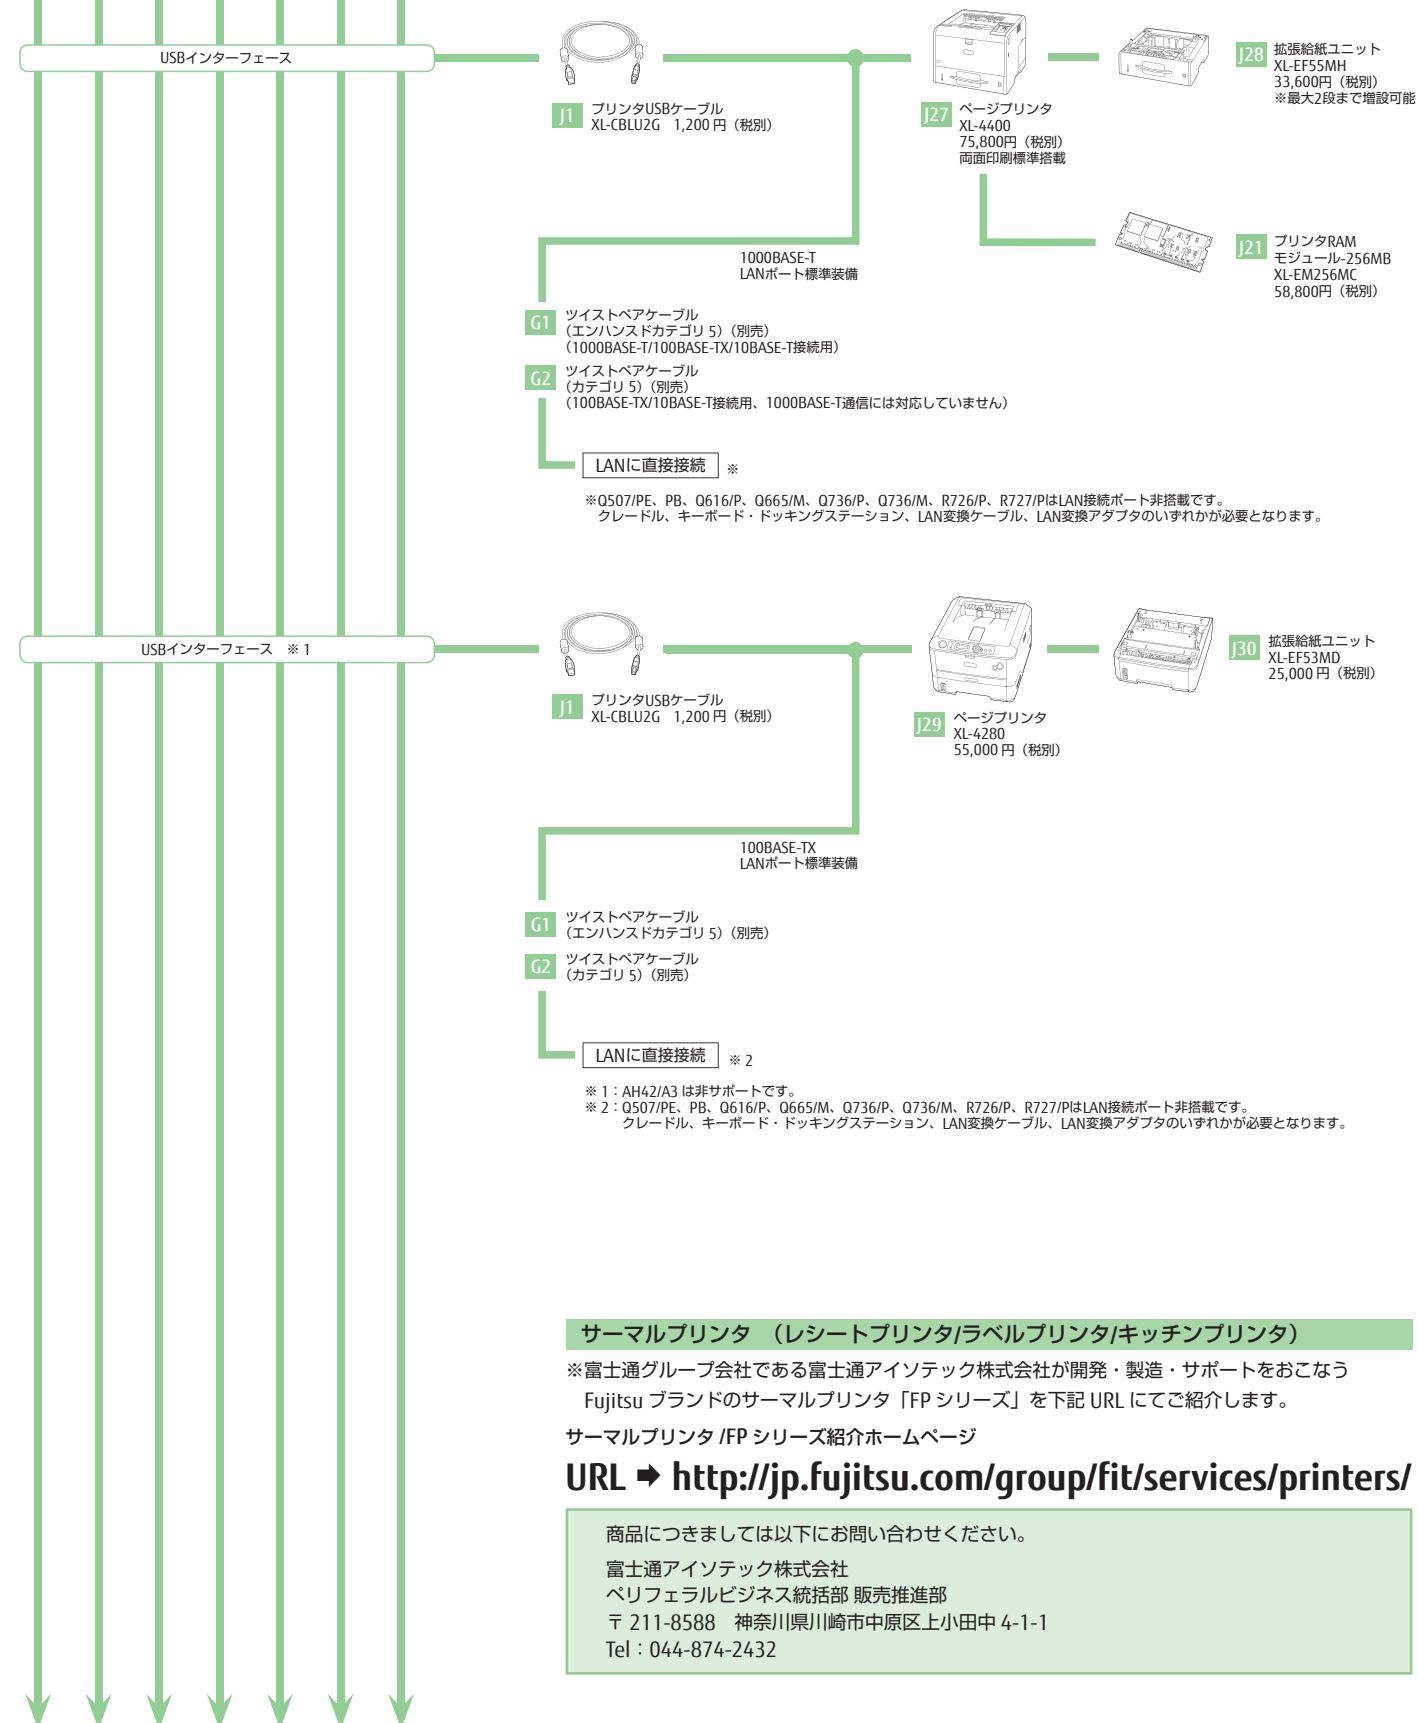 USBインターフェース
J1 プリンタUSBケーブル
XL-CBLU2G 1,200 円（税別）
J27 ページプリンタ
XL-4400
75,800円（税別）
両面印刷標準搭載
J28 拡張給紙ユニット
XL-EF55MH
33,600円（税別）
※最大2段まで増設可能
J21 プリンタRAM
モジュール-256MB
XL-EM256MC
58,800円（税別）
1000BASE-T
LANポート標準装備
G1 ツイストペアケーブル
（エンハンスドカテゴリ 5）（別売）
（1000BASE-T/100BASE-TX/10BASE-T接続用）
G2 ツイストペアケーブル
（カテゴリ 5）（別売）
（100BASE-TX/10BASE-T接続用、1000BASE-T通信には対応していません）
LANに直接接続 ※
※Q507/PE、PB、Q616/P、Q665/M、Q736/P、Q736/M、R726/P、R727/PはLAN接続ポート非搭載です。
クレードル、キーボード・ドッキングステーション、LAN変換ケーブル、LAN変換アダプタのいずれかが必要となります。
USBインターフェース ※ 1
J1 プリンタUSBケーブル
XL-CBLU2G 1,200 円（税別）
J29 ページプリンタ
XL-4280
55,000 円（税別）
J30 拡張給紙ユニット
XL-EF53MD
25,000 円（税別）
100BASE-TX
LANポート標準装備
G1 ツイストペアケーブル
（エンハンスドカテゴリ 5）（別売）
G2 ツイストペアケーブル
（カテゴリ 5）（別売）
LANに直接接続 ※ 2
※ 1：AH42/A3 は非サポートです。
※ 2：Q507/PE、PB、Q616/P、Q665/M、Q736/P、Q736/M、R726/P、R727/PはLAN接続ポート非搭載です。
クレードル、キーボード・ドッキングステーション、LAN変換ケーブル、LAN変換アダプタのいずれかが必要となります。
サーマルプリンタ （レシートプリンタ/ラベルプリンタ/キッチンプリンタ）
※富士通グループ会社である富士通アイソテック株式会社が開発・製造・サポートをおこなう
Fujitsu ブランドのサーマルプリンタ「FP シリーズ」を下記 URL にてご紹介します。
サーマルプリンタ /FP シリーズ紹介ホームページ
URL ➡ http://jp.fujitsu.com/group/fit/services/printers/
商品につきましては以下にお問い合わせください。
富士通アイソテック株式会社
ペリフェラルビジネス統括部 販売推進部
〒 211-8588 神奈川県川崎市中原区上小田中 4-1-1
Tel：044-874-2432